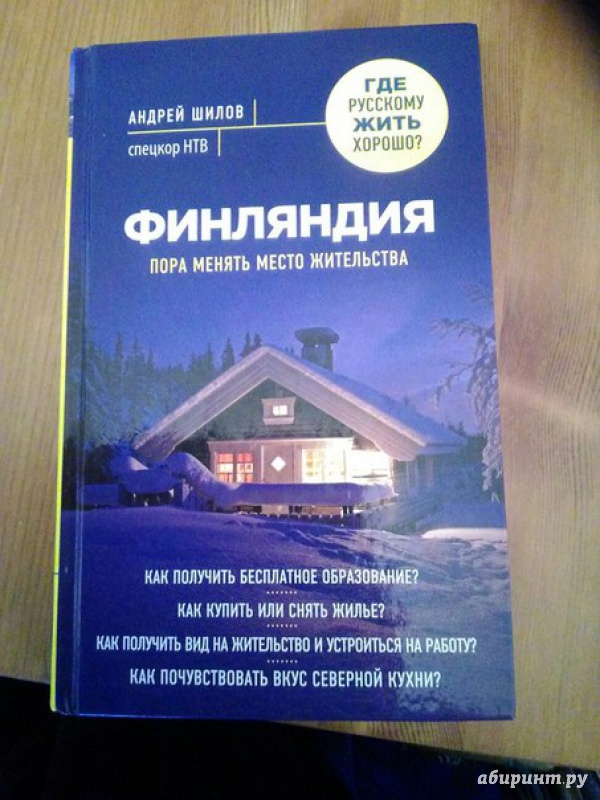 АНДРЕЙ ШИЛОВ
спецкор НТВ
ГДЕ
РУССКОМУ
ЖИТЬ
ХОРОШО?
ФИНЛЯНДИЯ
ПОРА МЕНЯТЬ МЕСТО ЖИТЕЛЬСТВА
КАК ПОЛУЧИТЬ БЕСПЛАТНОЕ ОБРАЗОВАНИЕ?
КАК КУПИТЬ ИЛИ СНЯТЬ ЖИЛЬЕ?
КАК ПОЛУЧИТЬ ВИД НА ЖИТЕЛЬСТВО И УСТРОИТЬСЯ НА РАБОТУ?
КАК ПОЧУВСТВОВАТЬ ВКУС СЕВЕРНОЙ КУХНИ?
абиринт.ру